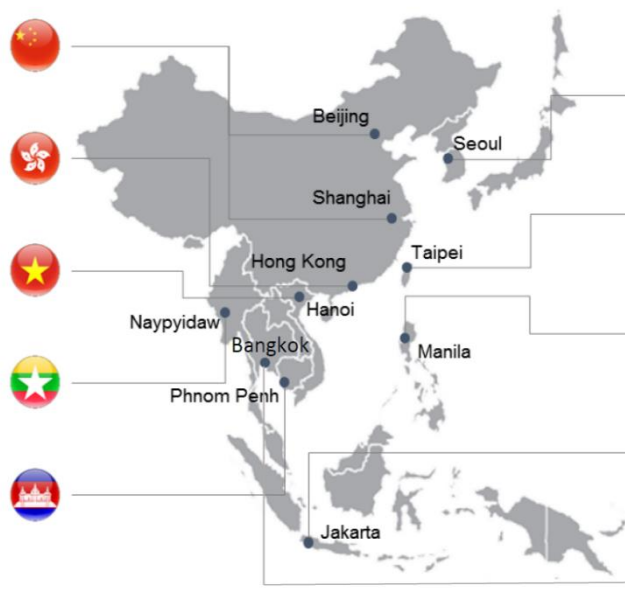 Beijing
Seoul
Shanghai
Taipei
Hong Kong
Hanoi
Naypyidaw
Bangkok
Manila
Phnom Penh
Jakarta